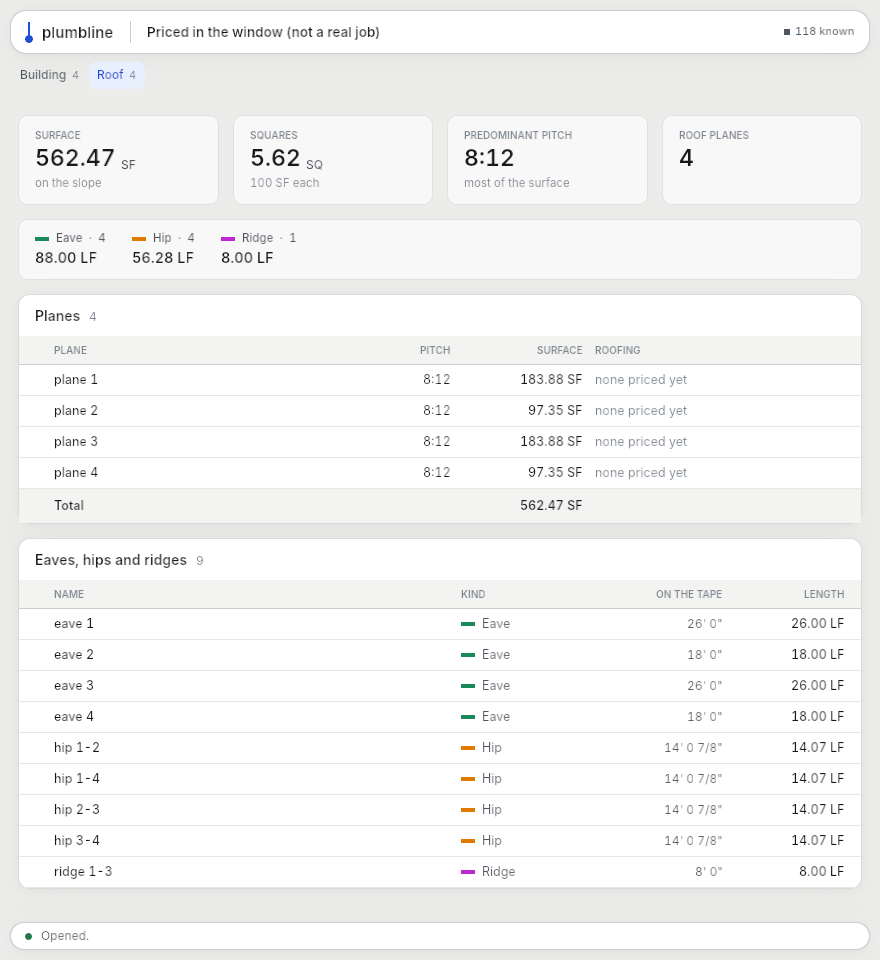 plumbline
Priced in the window (not a real job)
118 known
Building 4
Roof 4
SURFACE
562.47 SF
on the slope
SQUARES
5.62 SQ
100 SF each
PREDOMINANT PITCH
8:12
most of the surface
ROOF PLANES
4
Eave · 4
88.00 LF
Hip · 4
56.28 LF
Ridge · 1
8.00 LF
Planes 4
PLANE PITCH SURFACE ROOFING
plane 1 8:12 183.88 SF none priced yet
plane 2 8:12 97.35 SF none priced yet
plane 3 8:12 183.88 SF none priced yet
plane 4 8:12 97.35 SF none priced yet
Total 562.47 SF
Eaves, hips and ridges 9
NAME KIND ON THE TAPE LENGTH
eave 1 Eave 26' 0" 26.00 LF
eave 2 Eave 18' 0" 18.00 LF
eave 3 Eave 26' 0" 26.00 LF
eave 4 Eave 18' 0" 18.00 LF
hip 1-2 Hip 14' 0 7/8" 14.07 LF
hip 1-4 Hip 14' 0 7/8" 14.07 LF
hip 2-3 Hip 14' 0 7/8" 14.07 LF
hip 3-4 Hip 14' 0 7/8" 14.07 LF
ridge 1-3 Ridge 8' 0" 8.00 LF
Opened.